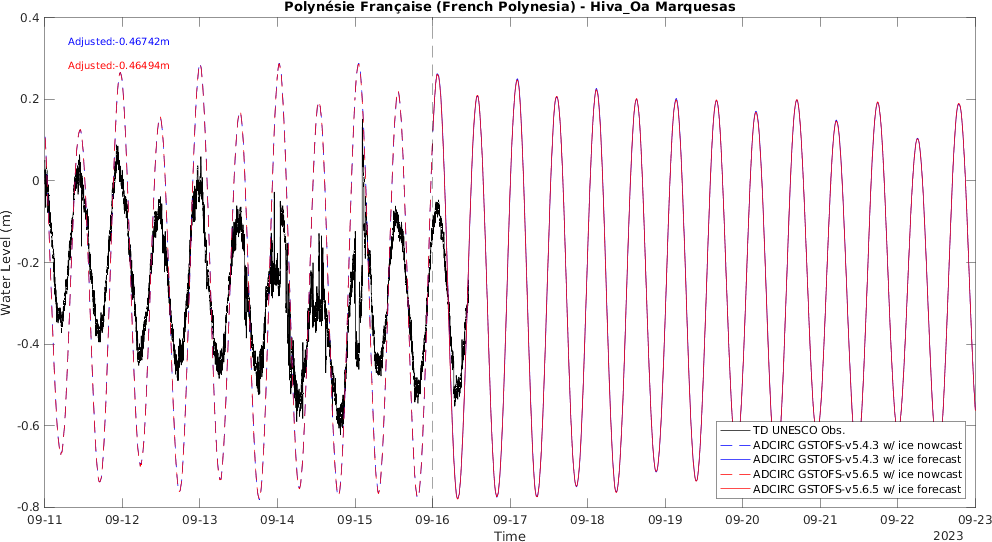 Polynésie Française (French Polynesia) - Hiva_Oa Marquesas
Adjusted:-0.46742m
Adjusted:-0.46494m
0.4
0.2
0
-0.2
-0.4
-0.6
-0.8
Water Level (m)
TD UNESCO Obs.
ADCIRC GSTOFS-v5.4.3 w/ ice nowcast
ADCIRC GSTOFS-v5.4.3 w/ ice forecast
ADCIRC GSTOFS-v5.6.5 w/ ice nowcast
ADCIRC GSTOFS-v5.6.5 w/ ice forecast
09-11 09-12 09-13 09-14 09-15 09-16 09-17 09-18 09-19 09-20 09-21 09-22 09-23
Time
2023